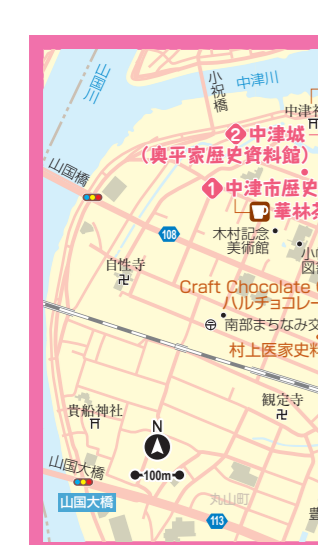 山国川
小祝橋
中津川
中津
❷中津城
(奥平家歴史資料館)
山国橋
❶中津市歴史
華林
108
木村記念
美術館
自性寺
小
図
Craft Chocolate
ハルチョコレー
南部まちなみ交
村上医家史料
観定寺
貴船神社
N
100m
山国大橋
山国大橋
丸山町
113
豊